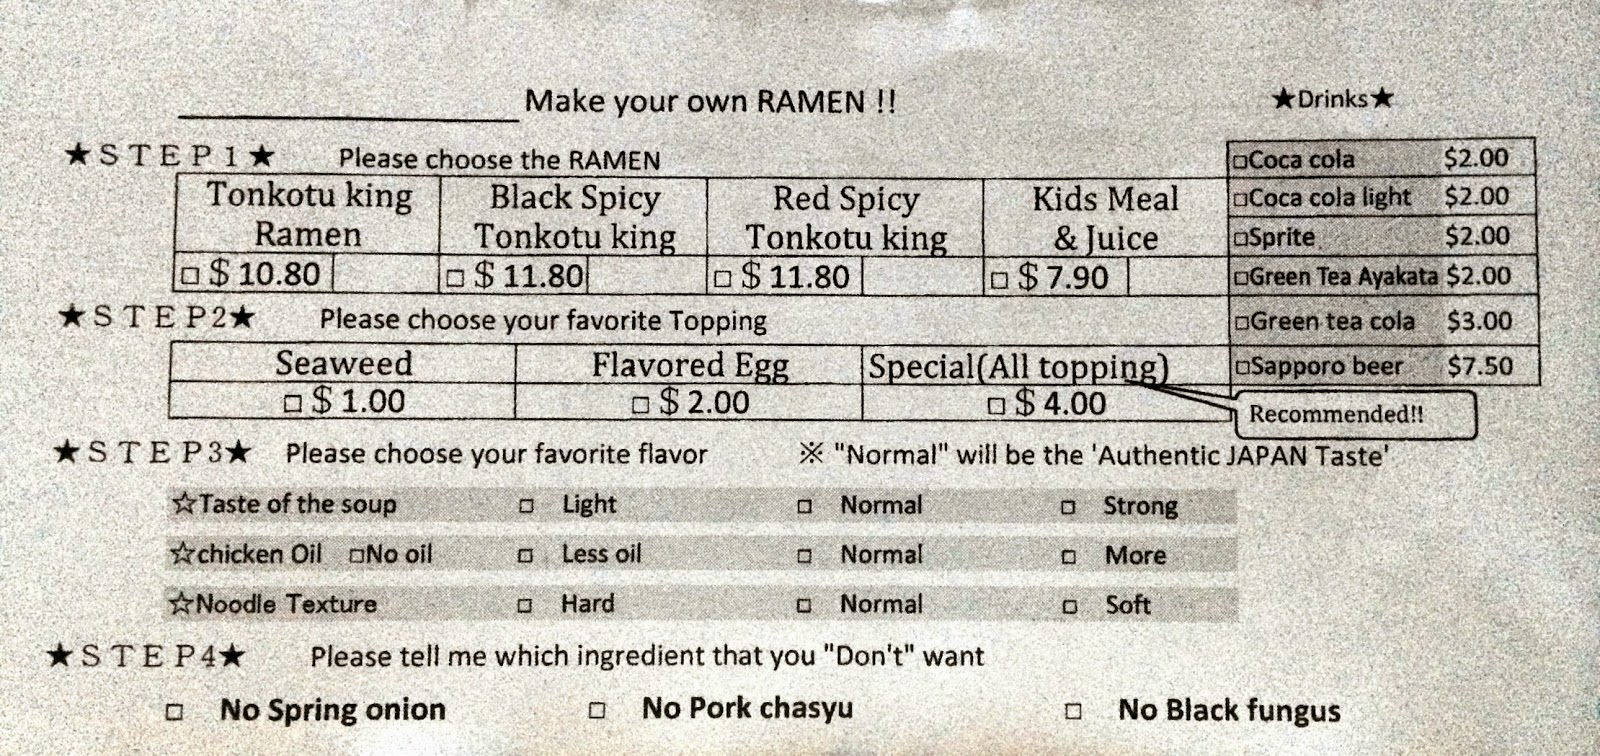 Make your own RAMEN !!
★Drinks★
★STEP1★ Please choose the RAMEN
Tonkotu king Ramen
□ $ 10.80
Black Spicy Tonkotu king
□ $ 11.80
Red Spicy Tonkotu king
□ $ 11.80
Kids Meal & Juice
□ $ 7.90
□Coca cola $2.00
□Coca cola light $2.00
□Sprite $2.00
□Green Tea Ayakata $2.00
□Green tea cola $3.00
□Sapporo beer $7.50
★STEP2★ Please choose your favorite Topping
Seaweed
□ $ 1.00
Flavored Egg
□ $ 2.00
Special(All topping)
□ $ 4.00
Recommended!!
★STEP3★ Please choose your favorite flavor ※ "Normal" will be the 'Authentic JAPAN Taste'
☆Taste of the soup □ Light □ Normal □ Strong
☆chicken Oil □No oil □ Less oil □ Normal □ More
☆Noodle Texture □ Hard □ Normal □ Soft
★STEP4★ Please tell me which ingredient that you "Don't" want
□ No Spring onion □ No Pork chasyu □ No Black fungus